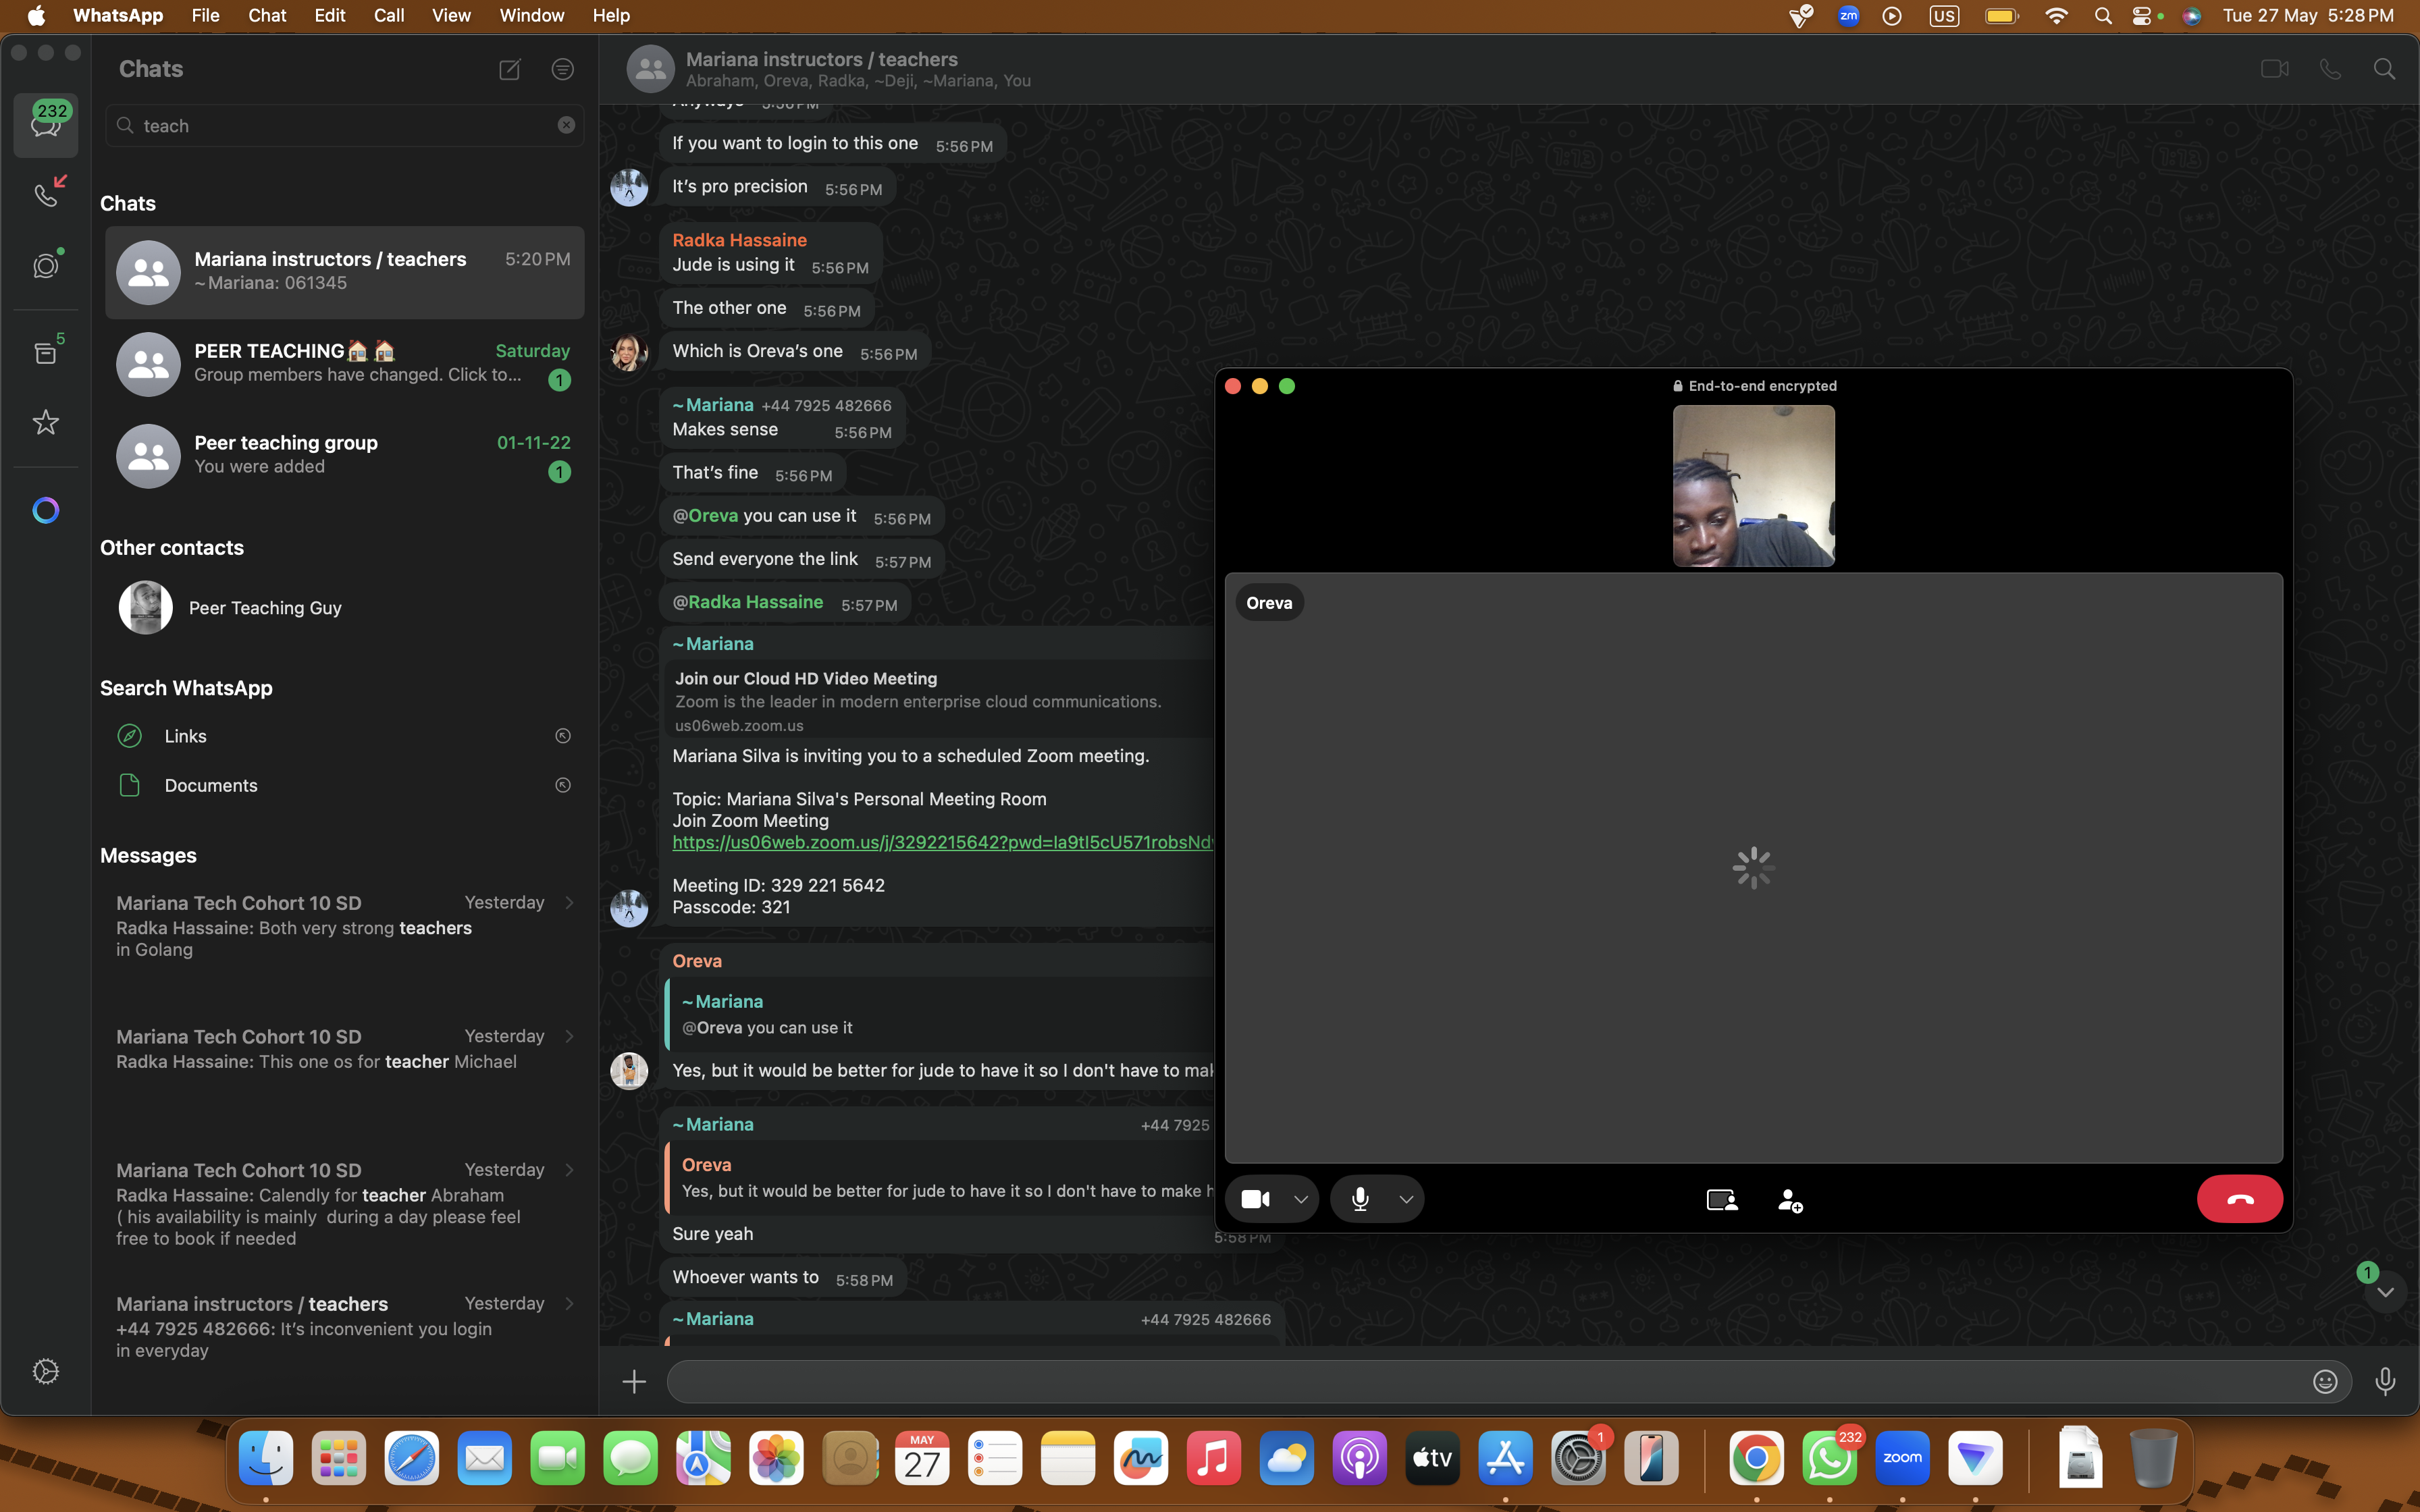 WhatsApp File Chat Edit Call View Window Help
zm US Tue 27 May 5:28 PM
232
5
Chats
teach
Chats
Mariana instructors / teachers 5:20 PM
~ Mariana: 061345
PEER TEACHING🏠🏠 Saturday
Group members have changed. Click to... 1
Peer teaching group 01-11-22
You were added 1
Other contacts
Peer Teaching Guy
Search WhatsApp
Links
Documents
Messages
Mariana Tech Cohort 10 SD Yesterday
Radka Hassaine: Both very strong teachers
in Golang
Mariana Tech Cohort 10 SD Yesterday
Radka Hassaine: This one os for teacher Michael
Mariana Tech Cohort 10 SD Yesterday
Radka Hassaine: Calendly for teacher Abraham
( his availability is mainly during a day please feel
free to book if needed
Mariana instructors / teachers Yesterday
+44 7925 482666: It's inconvenient you login
in everyday
Mariana instructors / teachers
Abraham, Oreva, Radka, ~Deji, ~Mariana, You
If you want to login to this one 5:56 PM
It's pro precision 5:56 PM
Radka Hassaine
Jude is using it 5:56 PM
The other one 5:56 PM
Which is Oreva's one 5:56 PM
~ Mariana +44 7925 482666
Makes sense 5:56 PM
That's fine 5:56 PM
@Oreva you can use it 5:56 PM
Send everyone the link 5:57 PM
@Radka Hassaine 5:57 PM
~ Mariana
Join our Cloud HD Video Meeting
Zoom is the leader in modern enterprise cloud communications.
us06web.zoom.us
Mariana Silva is inviting you to a scheduled Zoom meeting.
Topic: Mariana Silva's Personal Meeting Room
Join Zoom Meeting
Meeting ID: 329 221 5642
Passcode: 321
Oreva
~ Mariana
@Oreva you can use it
Yes, but it would be better for jude to have it so I don't have to
~ Mariana +44 7925
Oreva
Yes, but it would be better for jude to have it so I don't have to make
Sure yeah
5:58 PM
Whoever wants to 5:58 PM
~ Mariana +44 7925 482666
1
End-to-end encrypted
Oreva
MAY
27
tv
1
232
zoom